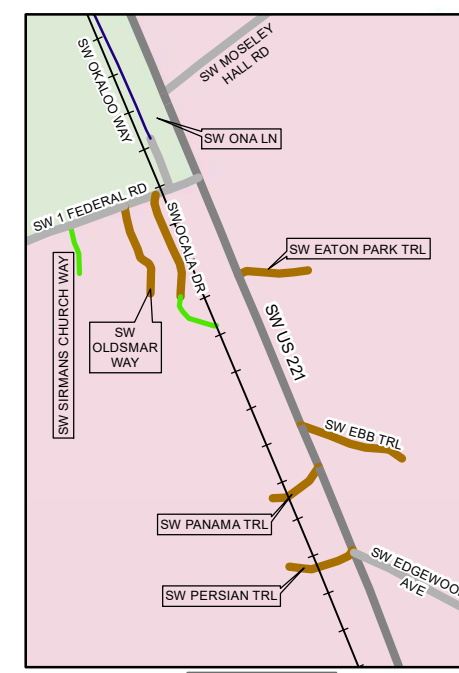 SW MOSELEY
HALL RD
SW OKALOO WAY
SW ONA LN
SW 1 FEDERAL RD
SW OCALA DR
SW EATON PARK TRL
SW SIRMANS CHURCH WAY
SW
OLDSMAR
WAY
SW US 221
SW EBB TRL
SW PANAMA TRL
SW EDGEWOO
AVE
SW PERSIAN TRL